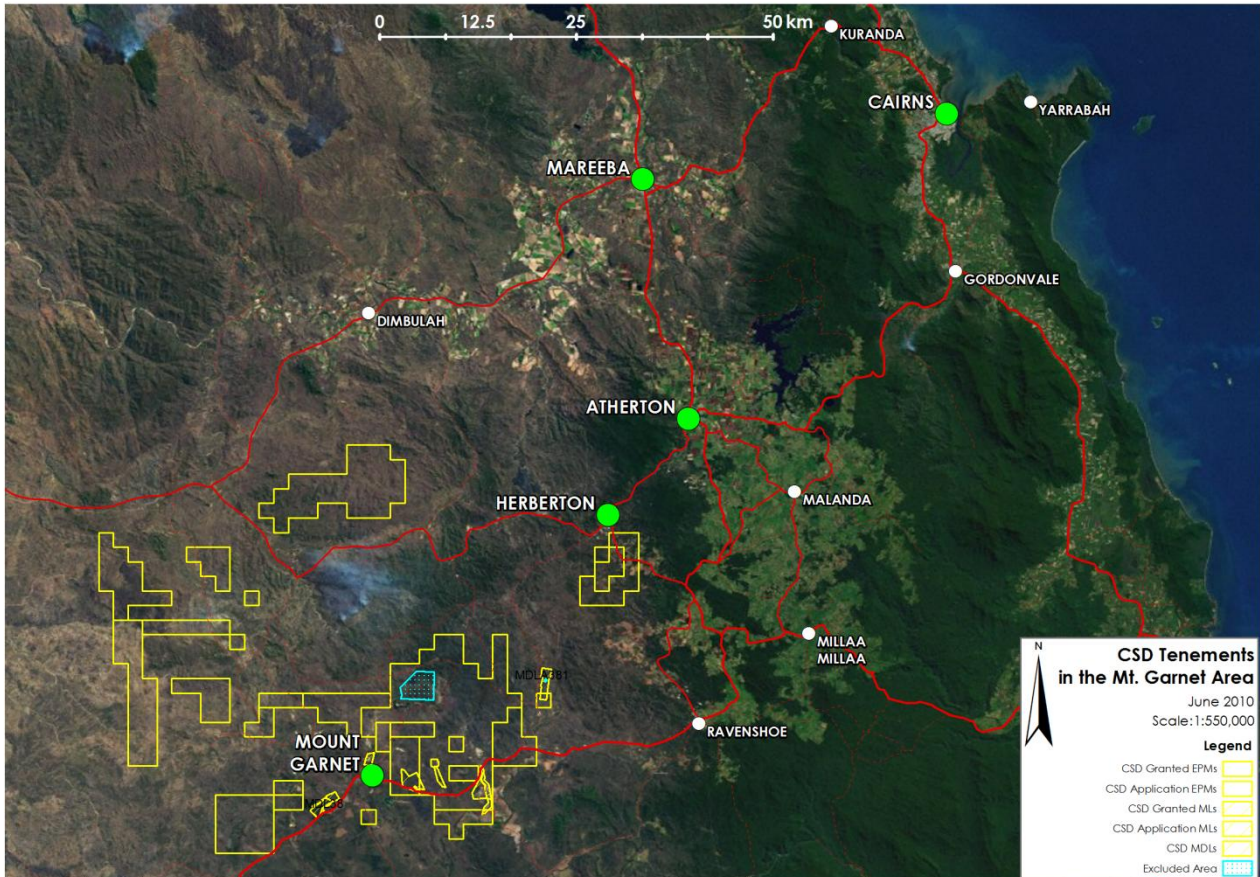 0 12.5 25 50 km
KURANDA
CAIRNS
YARRABAH
MAREEBA
GORDONVALE
DIMBULAH
ATHERTON
MALANDA
HERBERTON
MILLAA
MILLAA
MDLA381
RAVENSHOE
MOUNT
GARNET
N
CSD Tenements
in the Mt. Garnet Area
June 2010
Scale:1:550,000
Legend
CSD Granted EPMs
CSD Application EPMs
CSD Granted MLs
CSD Application MLs
CSD MDLs
Excluded Area